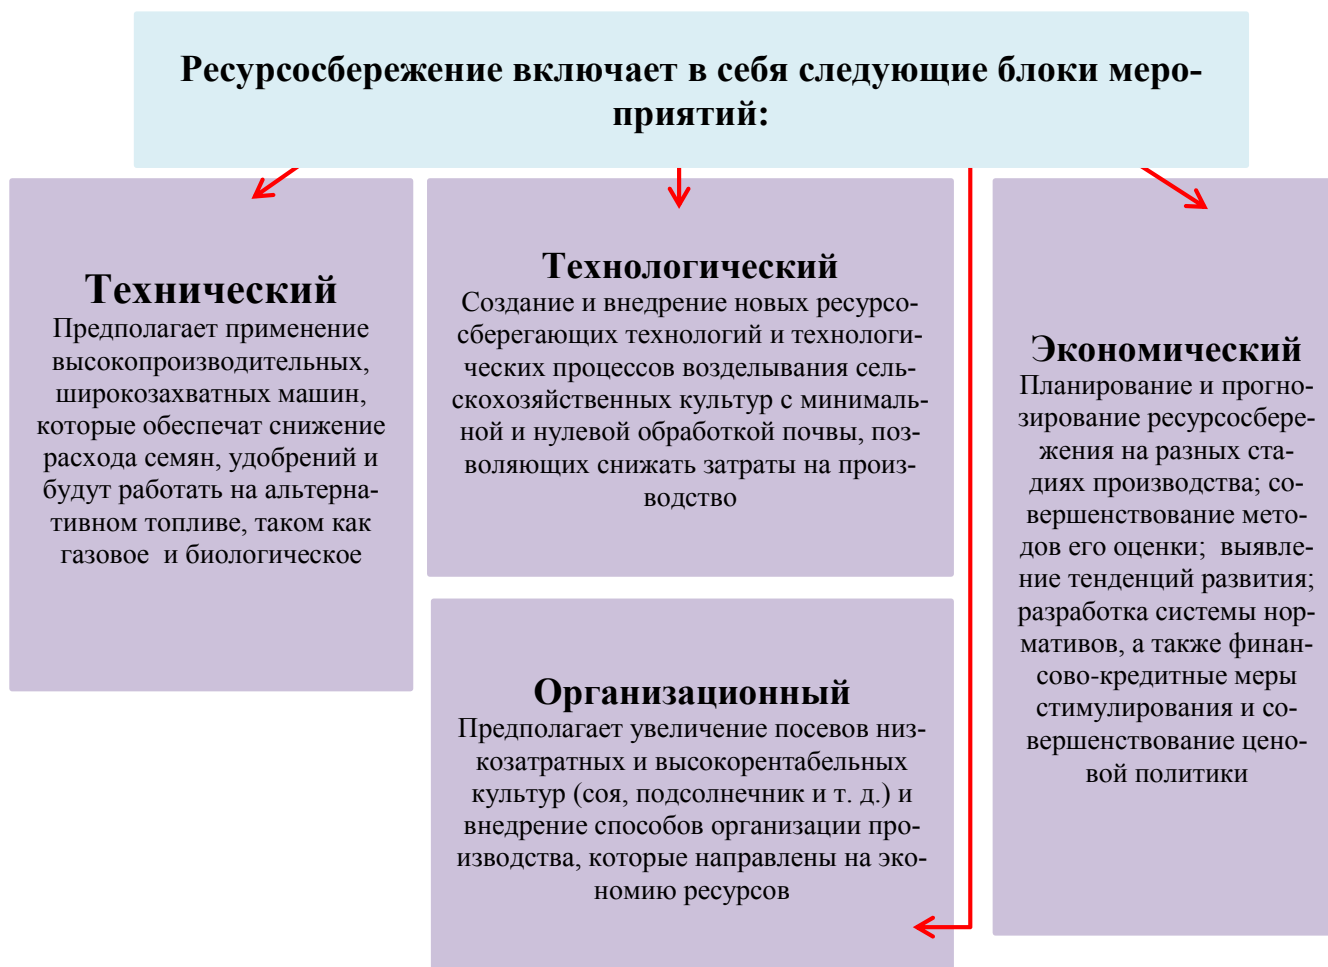 Ресурсосбережение включает в себя следующие блоки меро-
приятий:
Технический
Предполагает применение
высокопроизводительных,
широкозахватных машин,
которые обеспечат снижение
расхода семян, удобрений и
будут работать на альтерна-
тивном топливе, таком как
газовое и биологическое
Технологический
Создание и внедрение новых ресурсо-
сберегающих технологий и технологи-
ческих процессов возделывания сель-
скохозяйственных культур с минималь-
ной и нулевой обработкой почвы, поз-
воляющих снижать затраты на произ-
водство
Организационный
Предполагает увеличение посевов низ-
козатратных и высокорентабельных
культур (соя, подсолнечник и т. д.) и
внедрение способов организации про-
изводства, которые направлены на эко-
номию ресурсов
Экономический
Планирование и прогно-
зирование ресурсосбере-
жения на разных ста-
диях производства; со-
вершенствование мето-
дов его оценки; выявле-
ние тенденций развития;
разработка системы нор-
мативов, а также финан-
сово-кредитные меры
стимулирования и со-
вершенствование цено-
вой политики